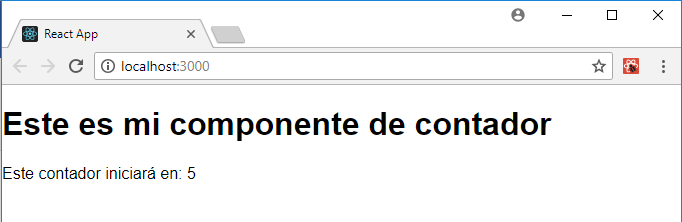 React App
localhost:3000
Este es mi componente de contador
Este contador iniciará en: 5